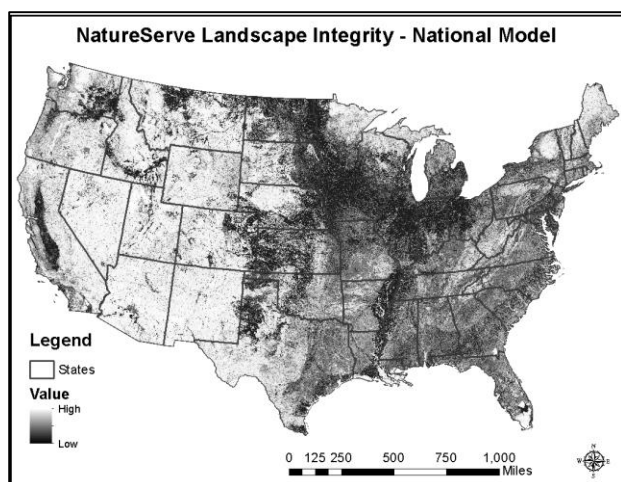 NatureServe Landscape Integrity - National Model
Legend
States
Value
High
Low
0 125 250 500 750 1,000
Miles
N
W E
S